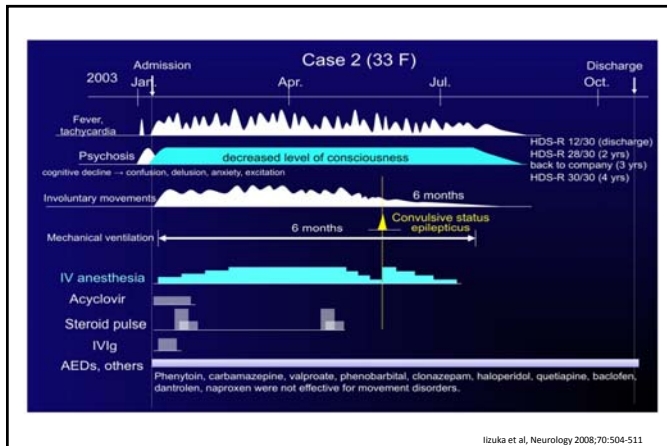 Case 2 (33 F)
Admission
Discharge
2003
Jan.
Apr.
Jul.
Oct.
Fever,
tachycardia
HDS-R 12/30 (discharge)
HDS-R 28/30 (2 yrs)
back to company (3 yrs)
HDS-R 30/30 (4 yrs)
Psychosis
decreased level of consciousness
cognitive decline → confusion, delusion, anxiety, excitation
Involuntary movements
6 months
Convulsive status
epilepticus
Mechanical ventilation
6 months
IV anesthesia
Acyclovir
Steroid pulse
IVIg
AEDs, others
Phenytoin, carbamazepine, valproate, phenobarbital, clonazepam, haloperidol, quetiapine, baclofen,
dantrolen, naproxen were not effective for movement disorders.
Iizuka et al, Neurology 2008;70:504-511